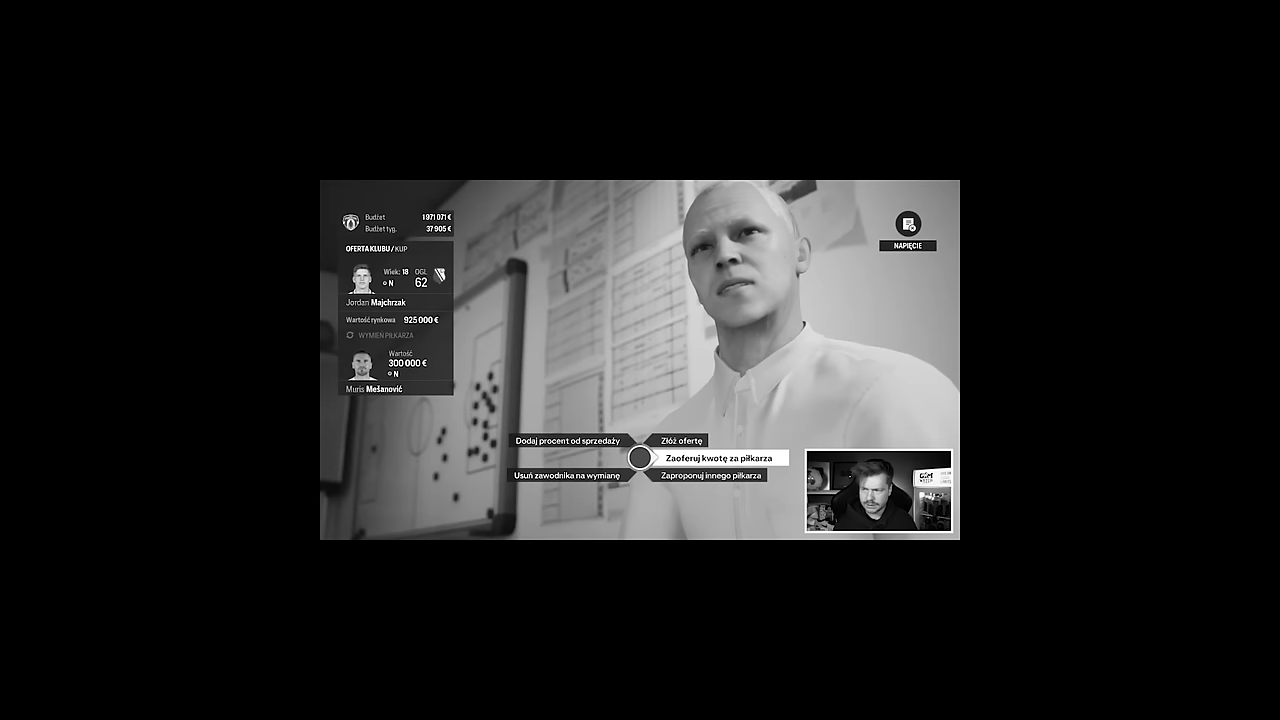 Budżet 1 971 071 €
Budżet tyg. 37 905 €
OFERTA KLUBU / KUP
Wiek: 18 OGL
N 62
Jordan Majchrzak
Wartość rynkowa 925 000 €
WYMIEŃ PIŁKARZA
Wartość
300 000 €
N
Muris Mešanović
NAPIĘCIE
Dodaj procent od sprzedaży
Złóż ofertę
Zaoferuj kwotę za piłkarza
Usuń zawodnika na wymianę
Zaproponuj innego piłkarza